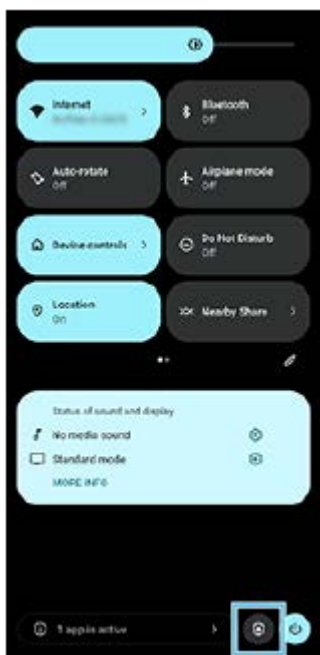 Internet
Bluetooth
Off
Auto-rotate
Off
Airplane mode
Off
Device controls
Do Not Disturb
Off
Location
On
Nearby Share
Status of sound and display
No media sound
Standard mode
MORE INFO
1 app is active